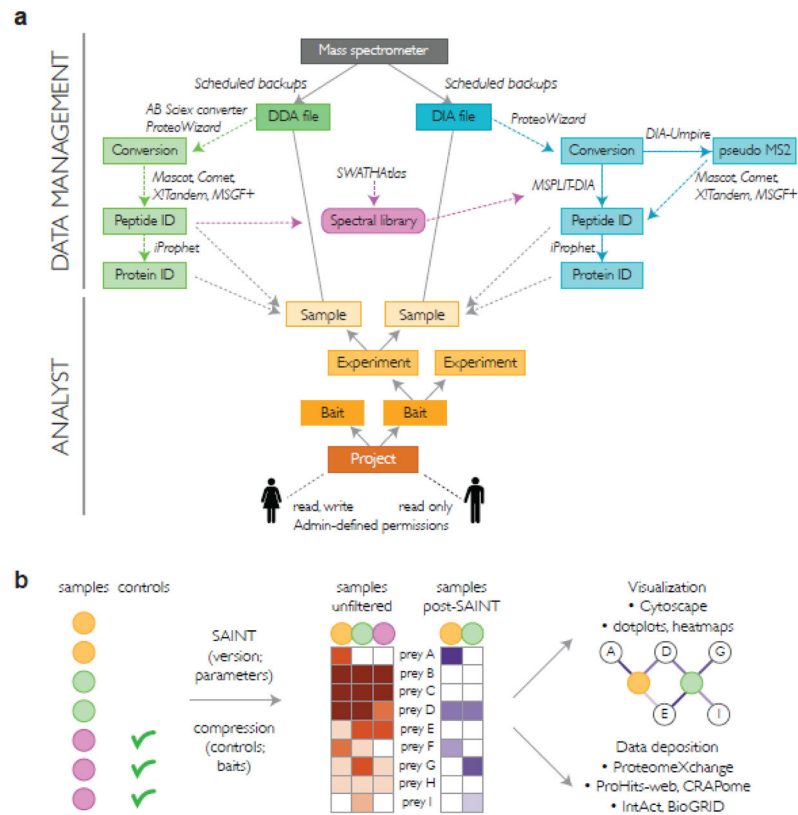 a
DATA MANAGEMENT
Mass spectrometer
Scheduled backups
Scheduled backups
AB Sciex converter
ProteoWizard
DDA file
DIA file
ProteoWizard
DIA-Umpire
Conversion
Conversion
pseudo MS2
Mascot, Comet,
X!Tandem, MSGF+
SWATHAtlas
MSPLIT-DIA
Mascot, Comet,
X!Tandem, MSGF+
Peptide ID
Spectral library
Peptide ID
iProphet
iProphet
Protein ID
Protein ID
ANALYST
Sample
Sample
Experiment
Experiment
Bait
Bait
Project
read, write
read only
Admin-defined permissions
b
samples controls
SAINT
(version;
parameters)
compression
(controls;
baits)
samples
unfiltered
samples
post-SAINT
prey A
prey B
prey C
prey D
prey E
prey F
prey G
prey H
prey I
Visualization
• Cytoscape
• dotplots, heatmaps
A
D
G
E
I
Data deposition
• ProteomeXchange
• ProHits-web, CRAPome
• IntAct, BioGRID